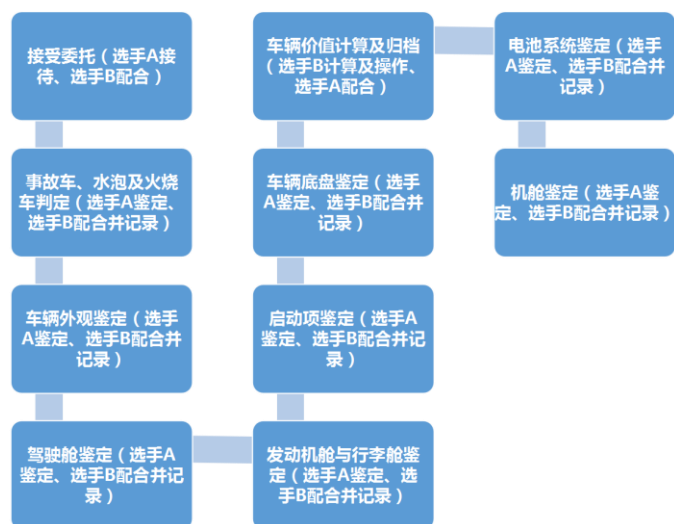 接受委托（选手A接
待、选手B配合）
事故车、水泡及火烧
车判定（选手A鉴定、
选手B配合并记录）
车辆外观鉴定（选手
A鉴定、选手B配合并
记录）
驾驶舱鉴定（选手A
鉴定、选手B配合并记
录）
发动机舱与行李舱鉴
定（选手A鉴定、选
手B配合并记录）
启动项鉴定（选手A
鉴定、选手B配合并记
录）
车辆底盘鉴定（选手
A鉴定、选手B配合并
记录）
车辆价值计算及归档
（选手B计算及操作、
选手A配合）
电池系统鉴定（选手
A鉴定、选手B配合并
记录）
机舱鉴定（选手A鉴
定、选手B配合并记录）